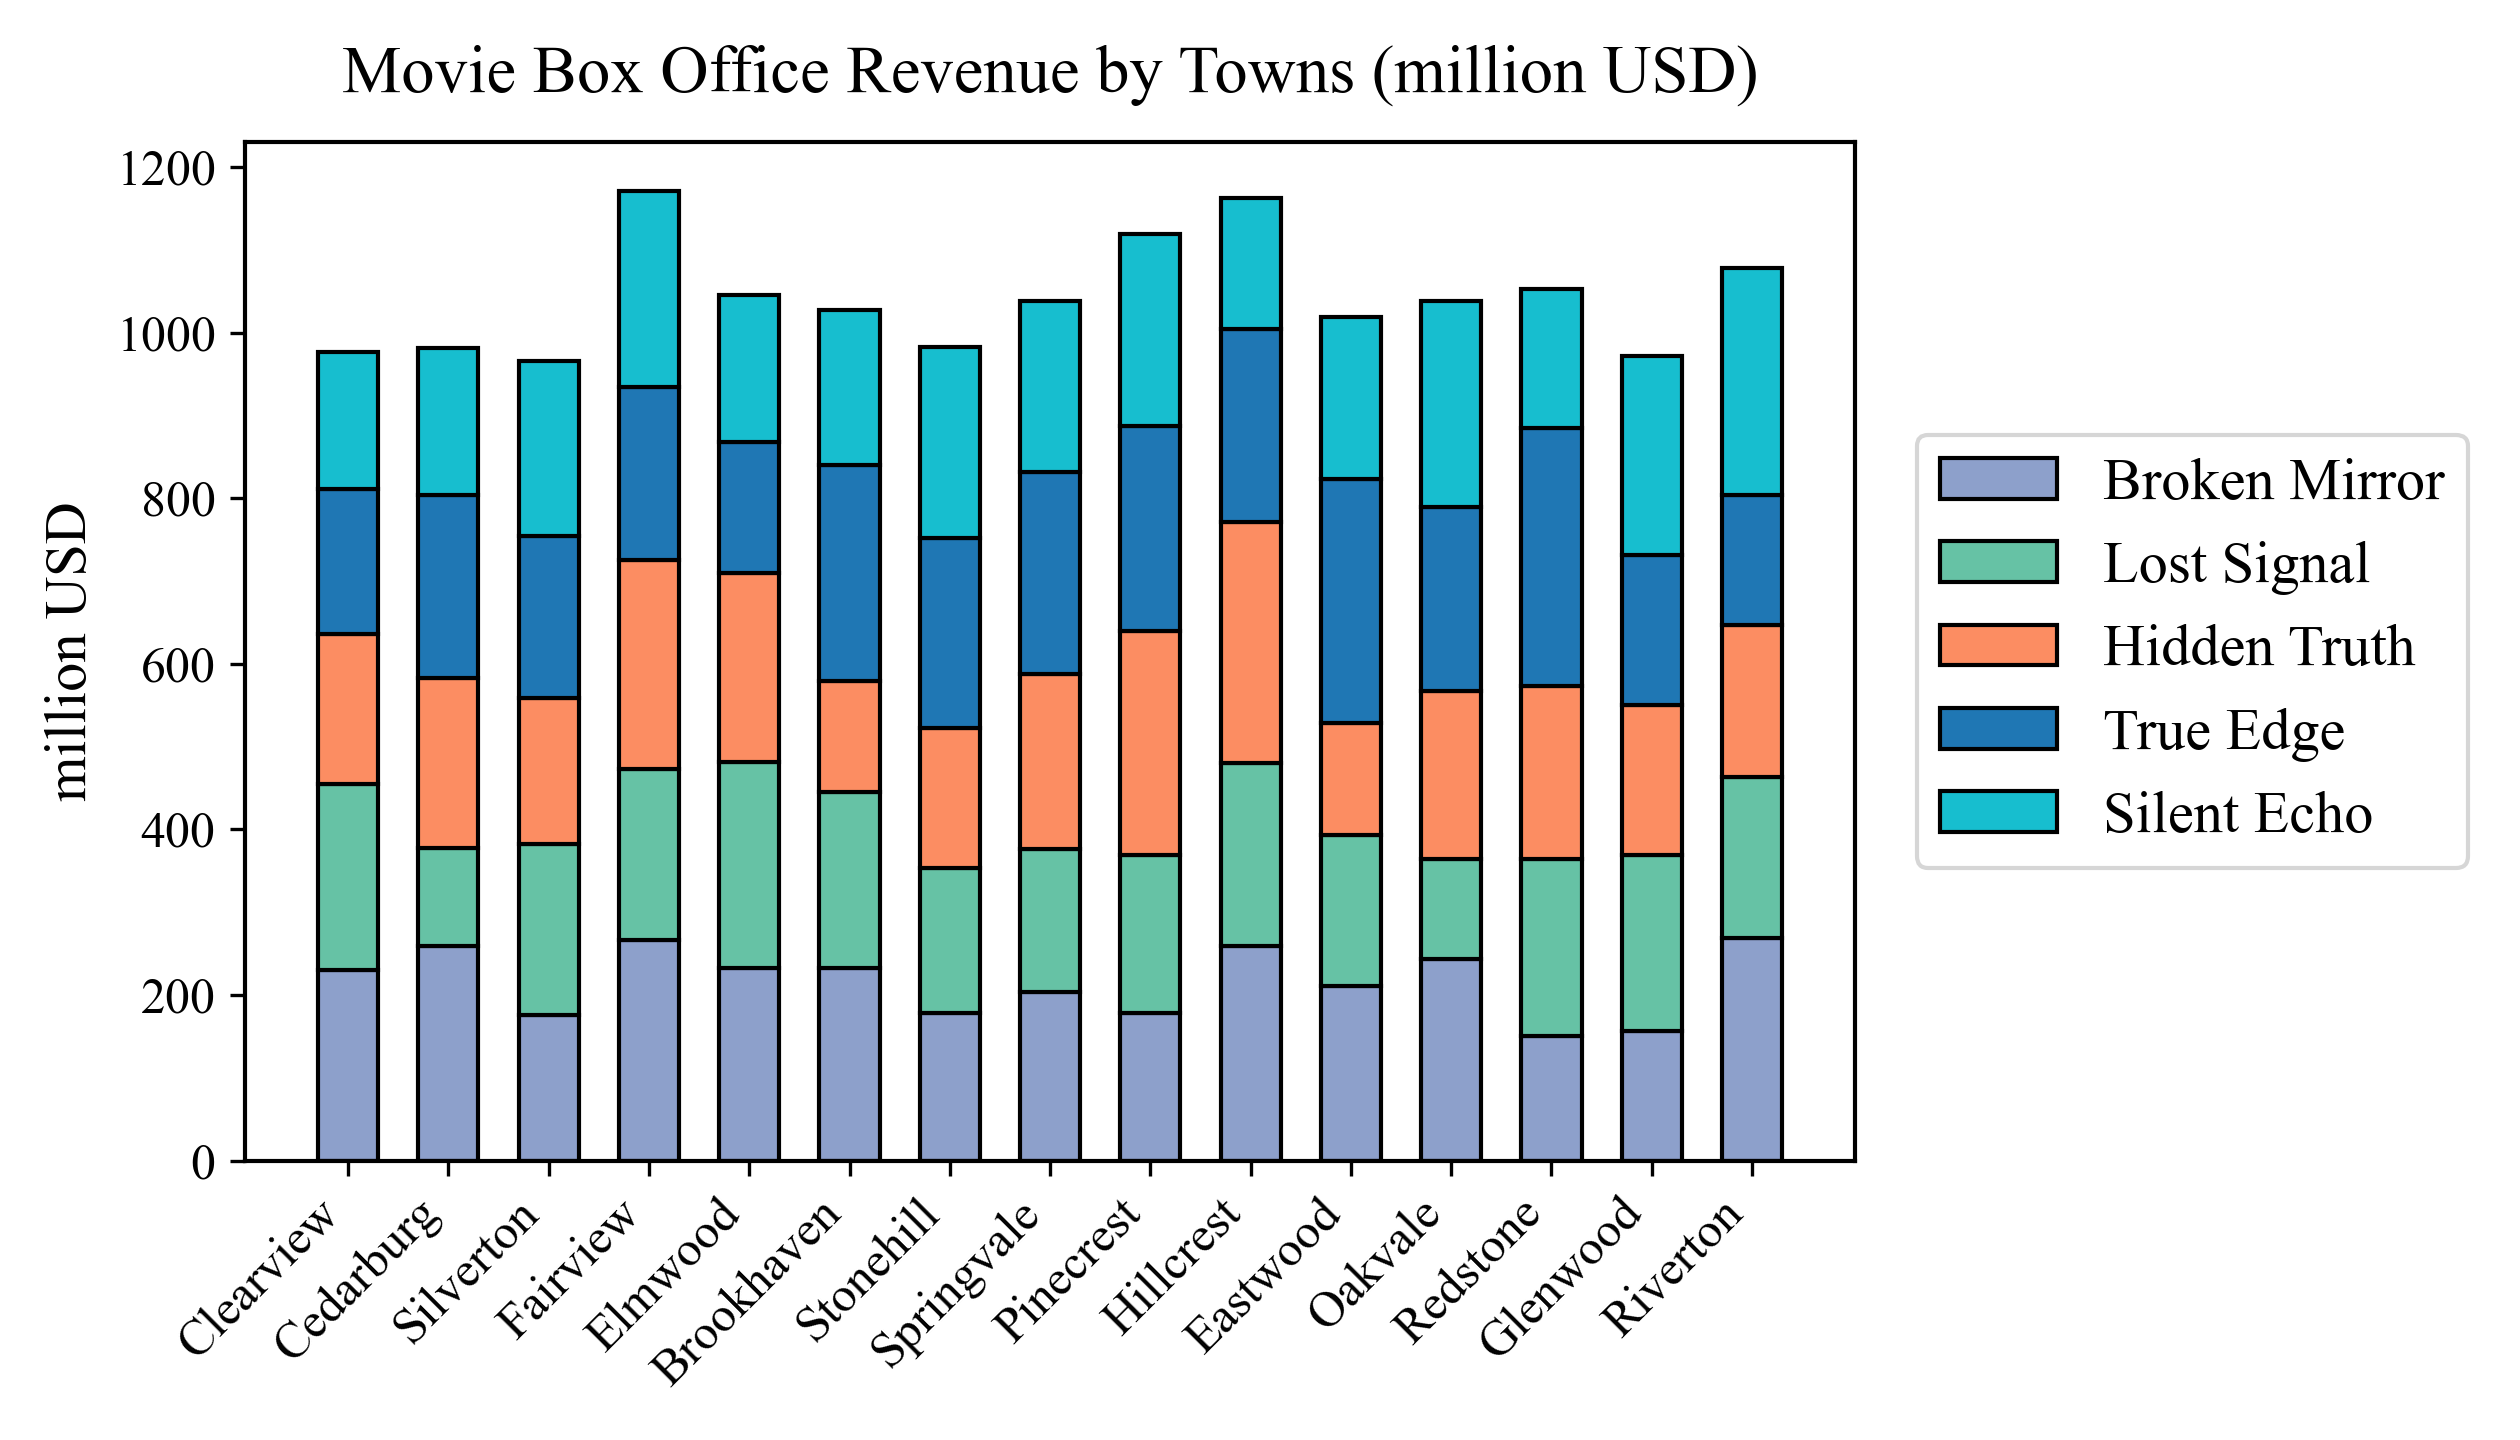 Movie Box Office Revenue by Towns (million USD)
million USD
1200
1000
800
600
400
200
0
Clearview
Cedarburg
Silverton
Fairview
Elmwood
Brookhaven
Stonehill
Springvale
Pinecrest
Hillcrest
Eastwood
Oakvale
Redstone
Glenwood
Riverton
Broken Mirror
Lost Signal
Hidden Truth
True Edge
Silent Echo